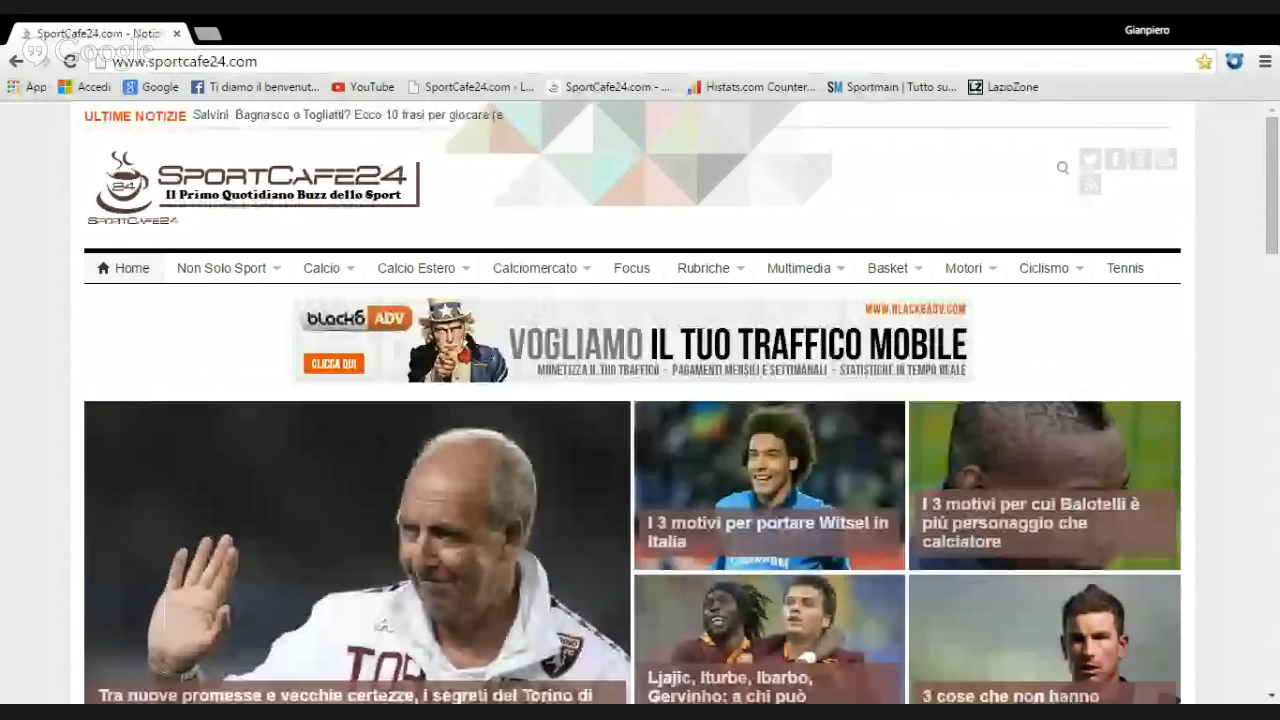 Gianpiero
SportCafe24.com - Notiz
Google
www.sportcafe24.com
App Accedi Google Ti diamo il benvenut... YouTube SportCafe24.com › L... SportCafe24.com - ... Histats.com Counter... SM Sportmain | Tutto su... LZ LazioZone
ULTIME NOTIZIE Salvini Bagnasco o Togliatti? Ecco 10 frasi per giocare
24
SPORTCAFE24
Il Primo Quotidiano Buzz dello Sport
SPORTCAFE24
Home Non Solo Sport Calcio Calcio Estero Calciomercato Focus Rubriche Multimedia Basket Motori Ciclismo Tennis
black6 ADV
WWW.BLACK6ADV.COM
VOGLIAMO IL TUO TRAFFICO MOBILE
CLICCA QUI
MONETIZZA IL TUO TRAFFICO - PAGAMENTI MENSILI E SETTIMANALI - STATISTICHE IN TEMPO REALE
I 3 motivi per portare Witsel in
Italia
I 3 motivi per cui Balotelli è
più personaggio che
calciatore
TO
Tra nuove promesse e vecchie certezze, i segreti del Torino di
Ljajic, Iturbe, Ibarbo,
Gervinho: a chi può
3 cose che non hanno